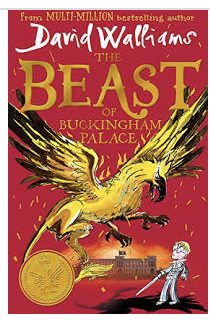 from MULTI-MILLION bestselling author
David Walliams
THE
BEAST
OF
BUCKINGHAM
PALACE